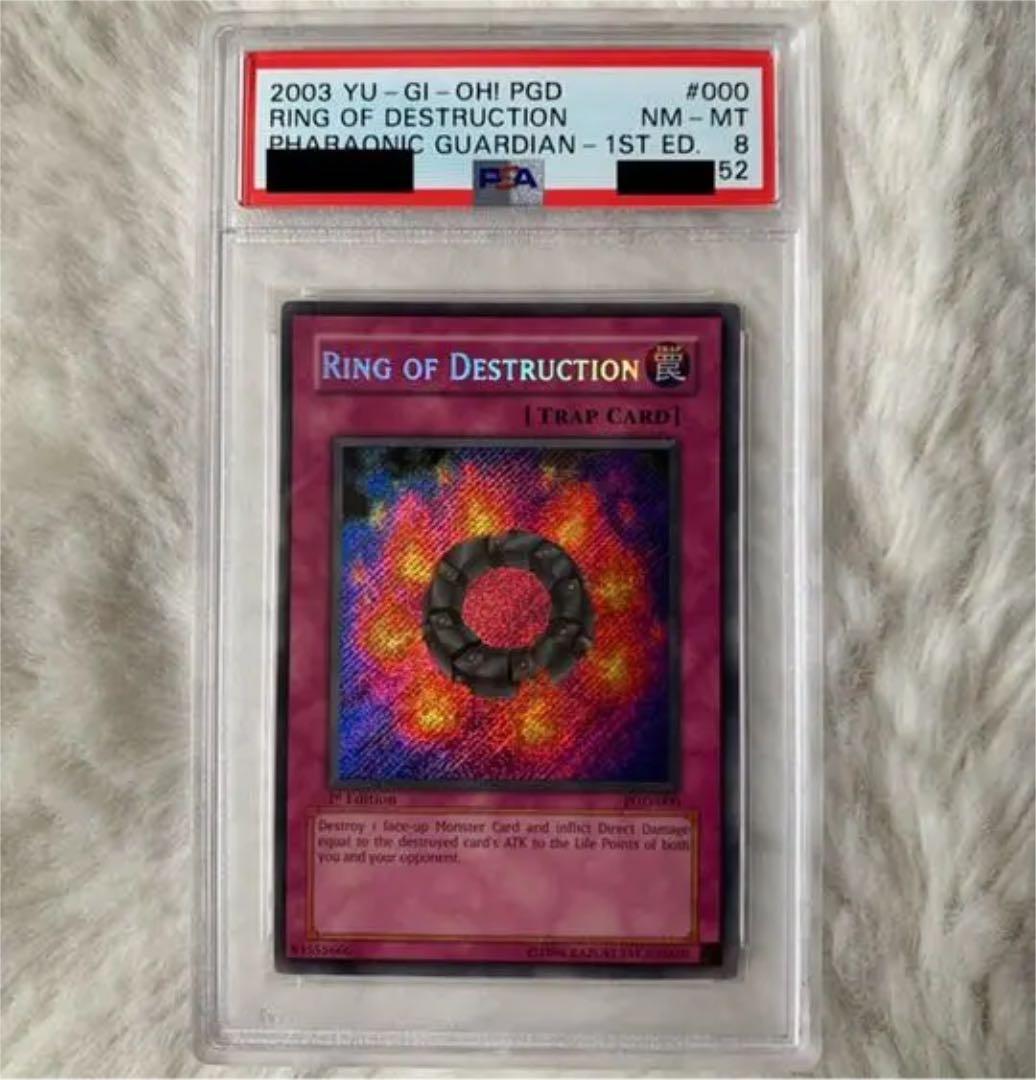 2003 YU-GI-OH! PGD #000
RING OF DESTRUCTION NM-MT
PHARAONIC GUARDIAN-1ST ED. 8
52
PSA
RING OF DESTRUCTION
TRAP
罠
[TRAP CARD]
1st Edition
Destroy 1 face-up Monster Card and inflict Direct Damage
equal to the destroyed card's ATK to the Life Points of both
you and your opponent.